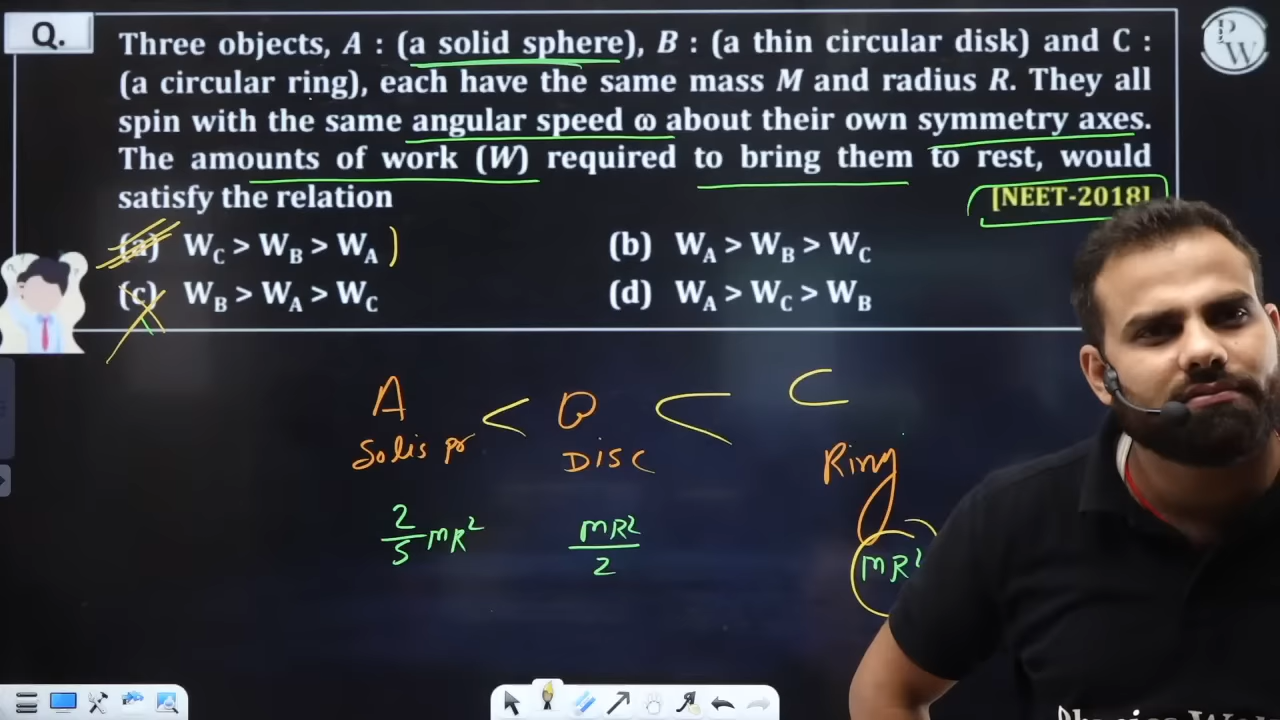 Q.
Three objects, A : (a solid sphere), B : (a thin circular disk) and C :
(a circular ring), each have the same mass M and radius R. They all
spin with the same angular speed ω about their own symmetry axes.
The amounts of work (W) required to bring them to rest, would
satisfy the relation
[NEET-2018]
(a) W_C > W_B > W_A )
(b) W_A > W_B > W_C
(c) W_B > W_A > W_C
(d) W_A > W_C > W_B
PW
A < B < C
Solis
DISC
Ring
2/5 MR²
MR²/2
MR²